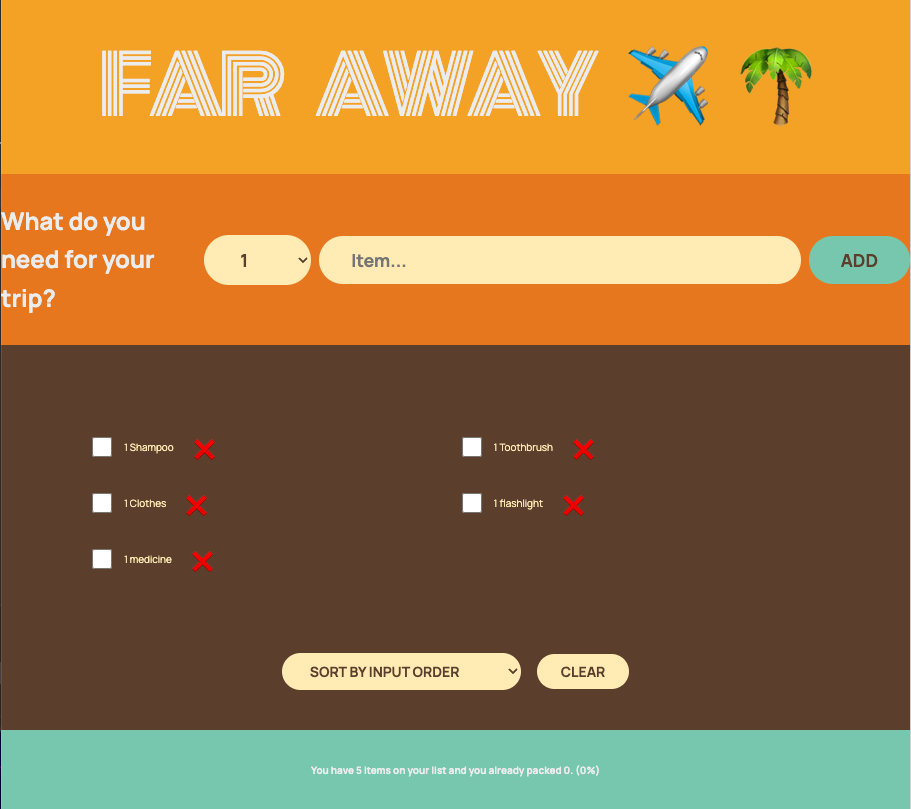 FAR AWAY
What do you
need for your
trip?
1
Item...
ADD
1 Shampoo
1 Toothbrush
1 Clothes
1 flashlight
1 medicine
SORT BY INPUT ORDER
CLEAR
You have 5 items on your list and you already packed 0. (0%)